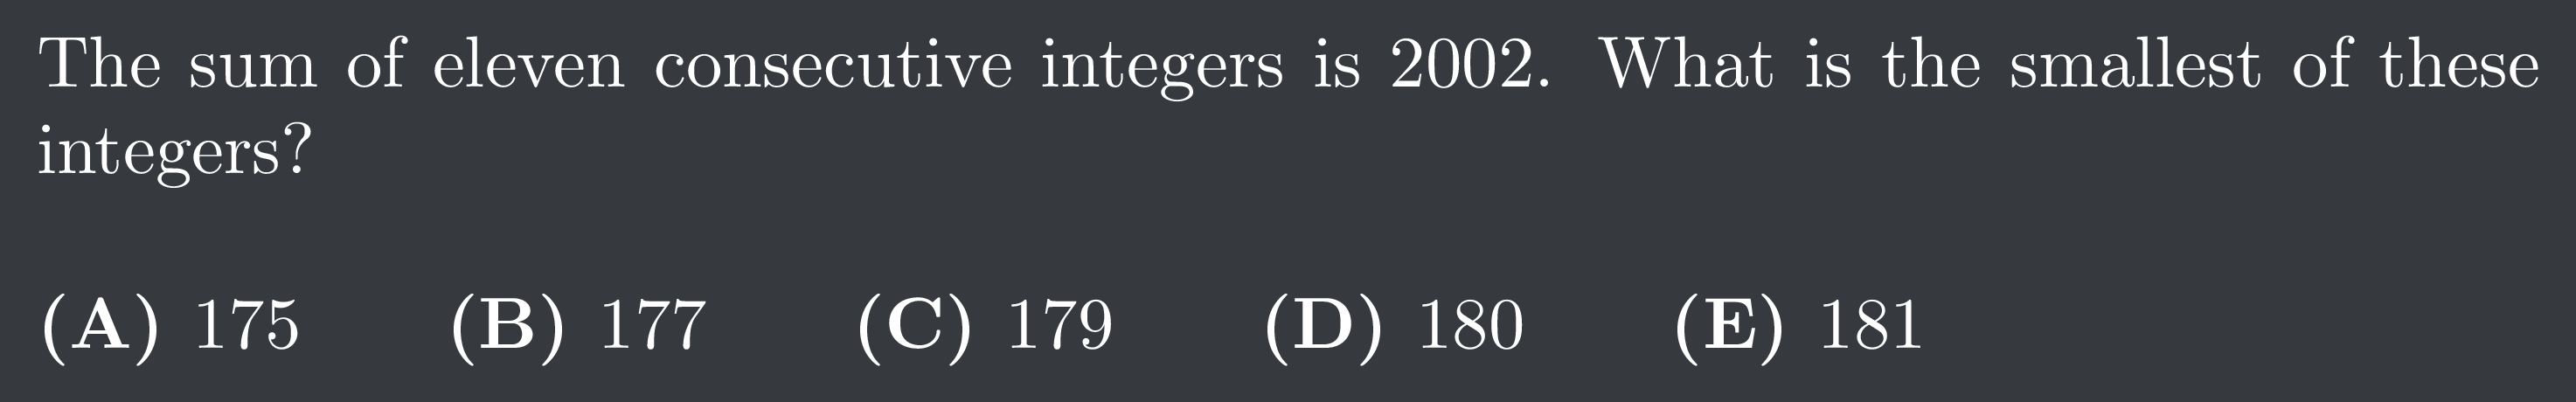 The sum of eleven consecutive integers is 2002. What is the smallest of these
integers?
(A) 175 (B) 177 (C) 179 (D) 180 (E) 181